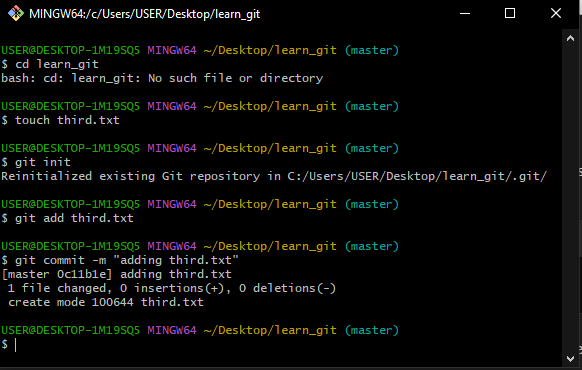 MINGW64:/c/Users/USER/Desktop/learn_git
USER@DESKTOP-1M19SQ5 MINGW64 ~/Desktop/learn_git (master)
$ cd learn_git
bash: cd: learn_git: No such file or directory
USER@DESKTOP-1M19SQ5 MINGW64 ~/Desktop/learn_git (master)
$ touch third.txt
USER@DESKTOP-1M19SQ5 MINGW64 ~/Desktop/learn_git (master)
$ git init
Reinitialized existing Git repository in C:/Users/USER/Desktop/learn_git/.git/
USER@DESKTOP-1M19SQ5 MINGW64 ~/Desktop/learn_git (master)
$ git add third.txt
USER@DESKTOP-1M19SQ5 MINGW64 ~/Desktop/learn_git (master)
$ git commit -m "adding third.txt"
[master 0c11b1e] adding third.txt
 1 file changed, 0 insertions(+), 0 deletions(-)
 create mode 100644 third.txt
USER@DESKTOP-1M19SQ5 MINGW64 ~/Desktop/learn_git (master)
$